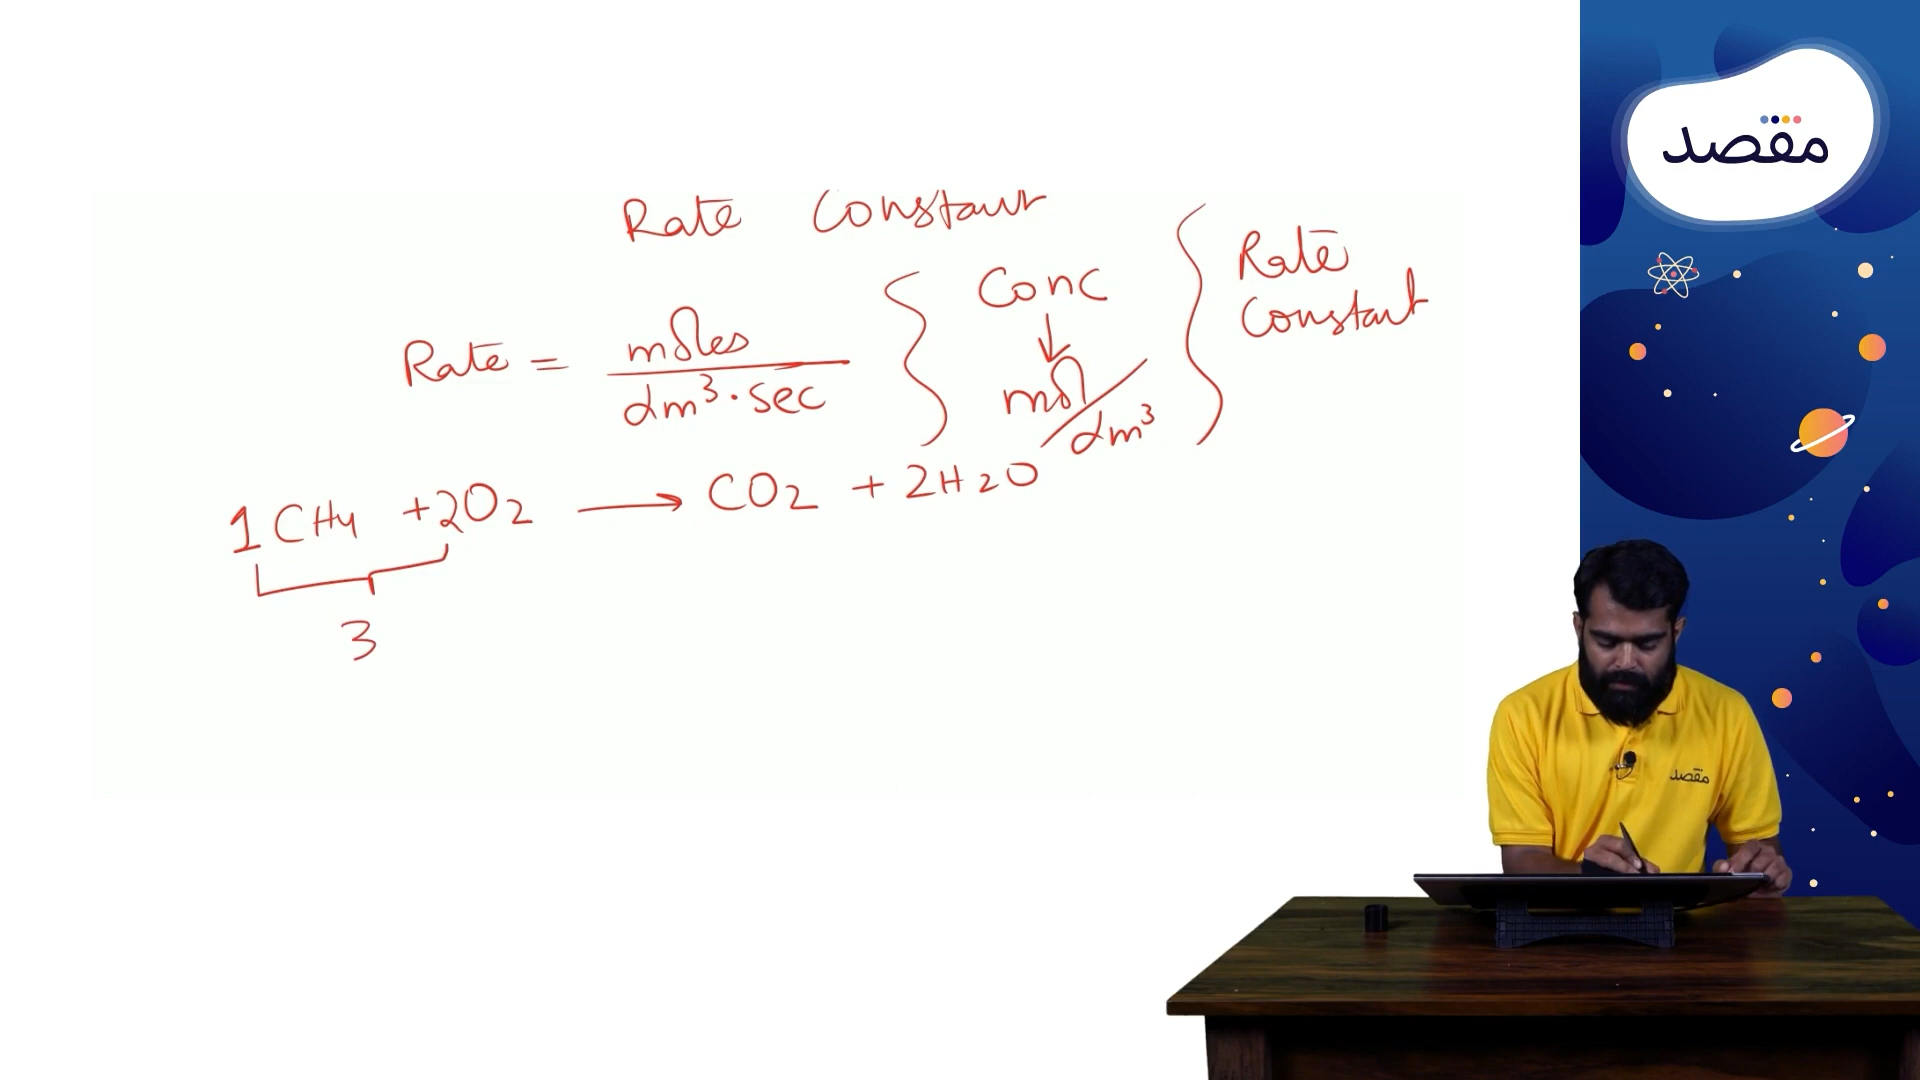 مقصد
Rate Constant
Rate = moles / dm³·sec
Conc
↓
mol/dm³
Rate
Constant
1CH4 + 2O2 → CO2 + 2H2O
3
مقصد